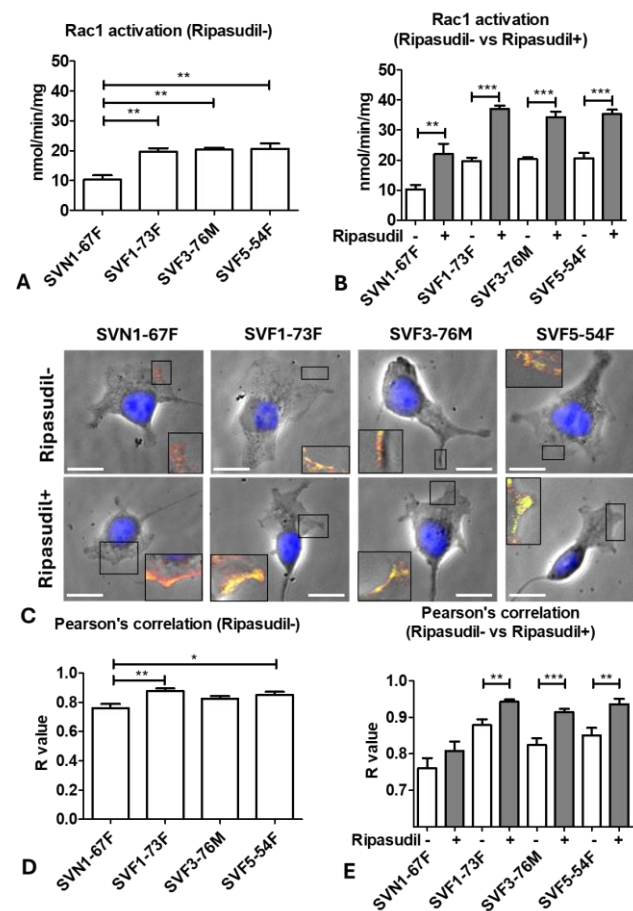 Rac1 activation (Ripasudil-)
nmol/min/mg
50
40
30
20
10
0
**
**
**
SVN1-67F
SVF1-73F
SVF3-76M
SVF5-54F
A
Rac1 activation
(Ripasudil- vs Ripasudil+)
nmol/min/mg
50
40
30
20
10
0
**
***
***
***
Ripasudil - + - + - + - +
SVN1-67F
SVF1-73F
SVF3-76M
SVF5-54F
B
SVN1-67F SVF1-73F SVF3-76M SVF5-54F
Ripasudil-
Ripasudil+
C
Pearson's correlation (Ripasudil-)
R value
1.0
0.8
0.6
0.4
0.2
0.0
*
**
SVN1-67F
SVF1-73F
SVF3-76M
SVF5-54F
D
Pearson's correlation
(Ripasudil- vs Ripasudil+)
R value
1.0
0.9
0.8
0.7
**
***
**
Ripasudil - + - + - + - +
SVN1-67F
SVF1-73F
SVF3-76M
SVF5-54F
E